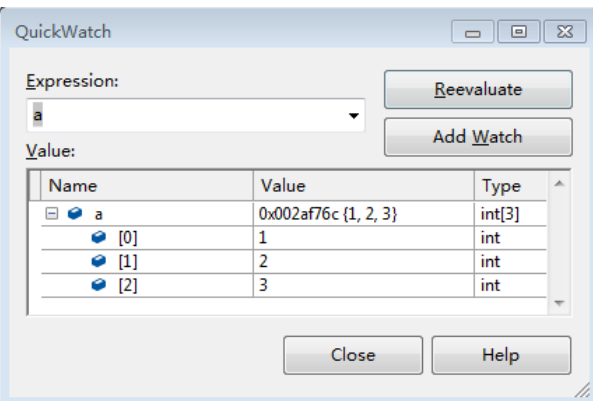 QuickWatch
Expression:
Reevaluate
a
Add Watch
Value:
Name Value Type
a 0x002af76c {1, 2, 3} int[3]
[0] 1 int
[1] 2 int
[2] 3 int
Close Help